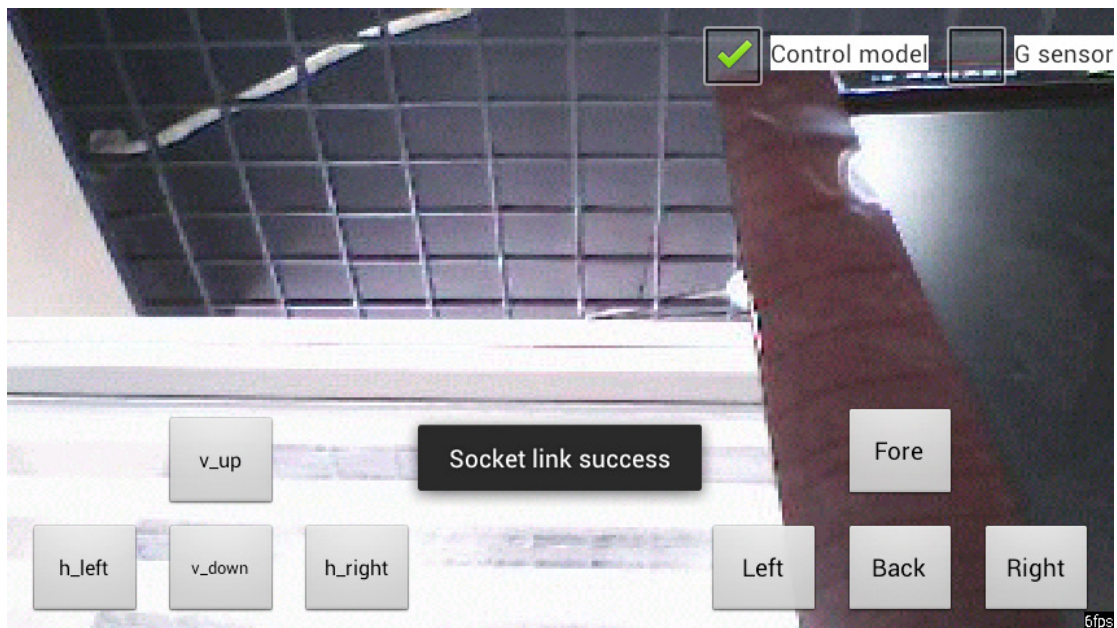 Control model
G sensor
v_up
Socket link success
Fore
h_left
v_down
h_right
Left
Back
Right
6fps